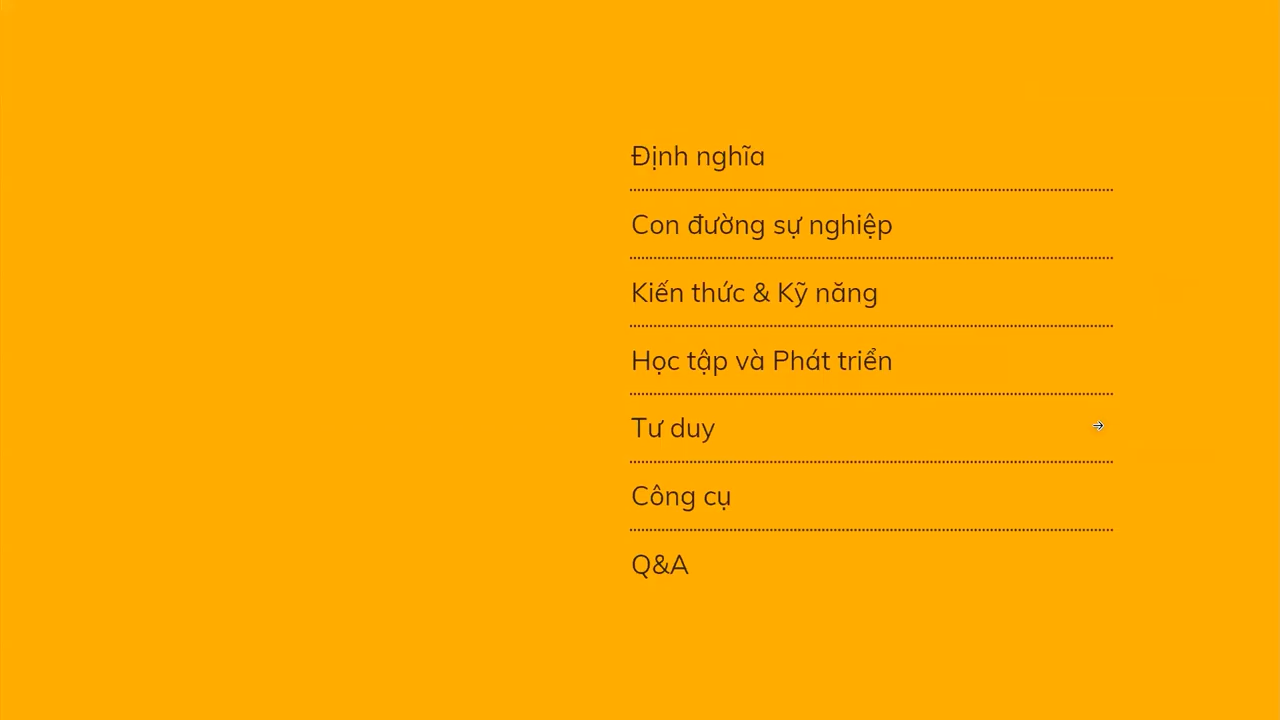 Định nghĩa
Con đường sự nghiệp
Kiến thức & Kỹ năng
Học tập và Phát triển
Tư duy
Công cụ
Q&A